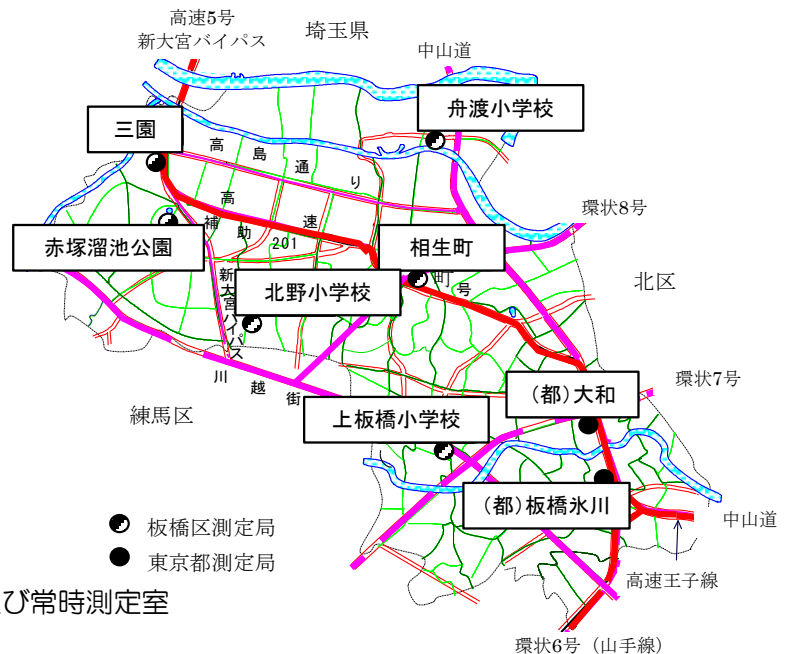 高速5号
新大宮バイパス
埼玉県
中山道
舟渡小学校
三園
高島通り
高速
補助
201
環状8号
赤塚溜池公園
相生町
町号
北区
北野小学校
新大宮バイパス
川越街
環状7号
(都)大和
練馬区
上板橋小学校
(都)板橋氷川
中山道
板橋区測定局
東京都測定局
高速王子線
び常時測定室
環状6号（山手線）